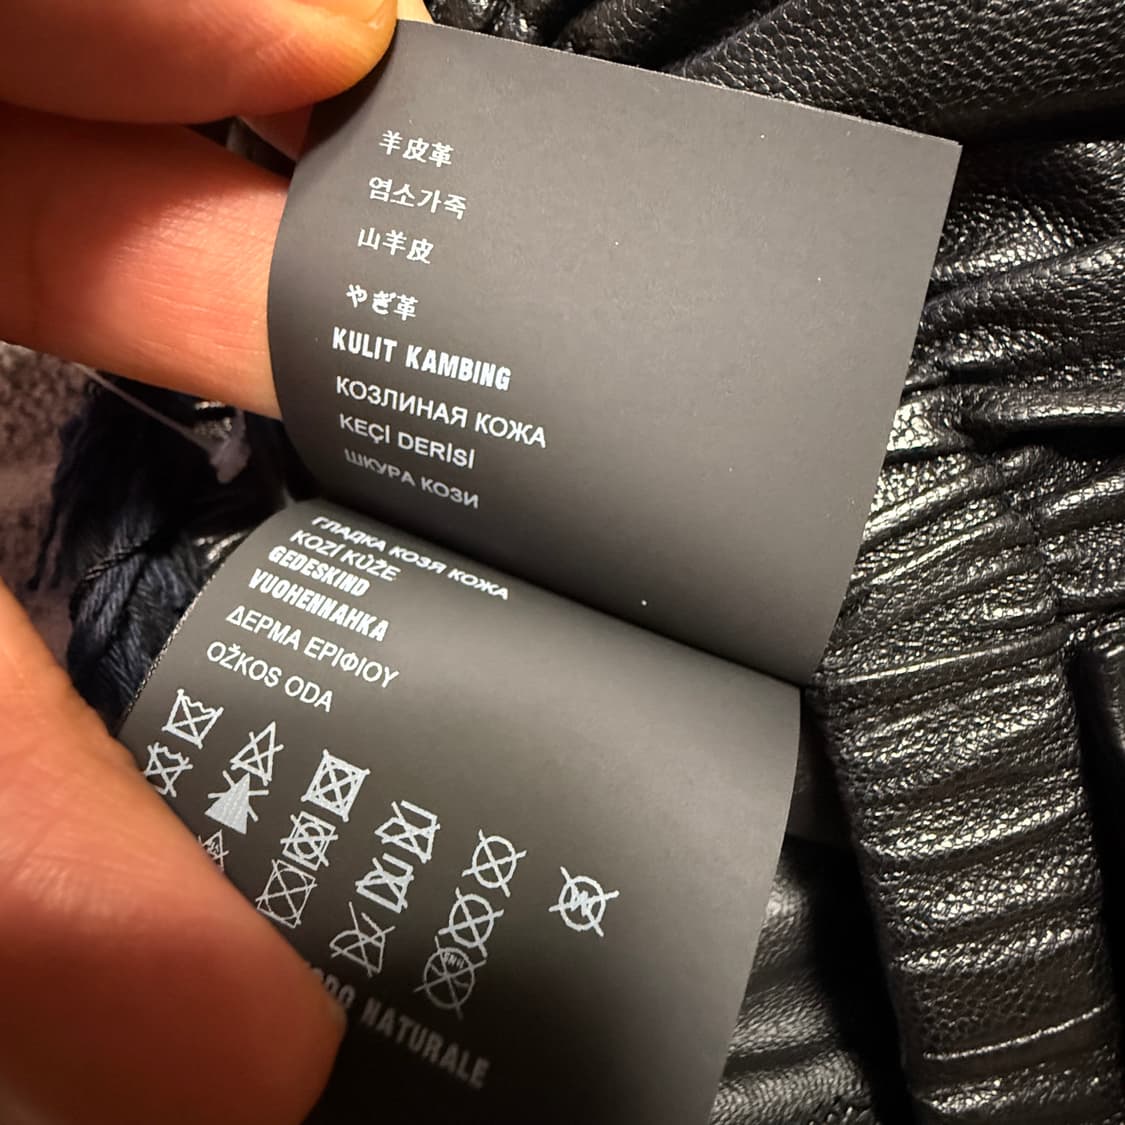 羊皮革
염소가죽
山羊皮
やぎ革
KULIT KAMBING
КОЗЛИНАЯ КОЖА
KEÇİ DERİSİ
ШКУРА КОЗИ
ГЛАДКА КОЗЯ КОЖА
KOZÍ KŮŽE
GEDESKIND
VUOHENNAHKA
ΔΕΡΜΑ ΕΡΙΦΙΟΥ
OŽKOS ODA
NATURALE